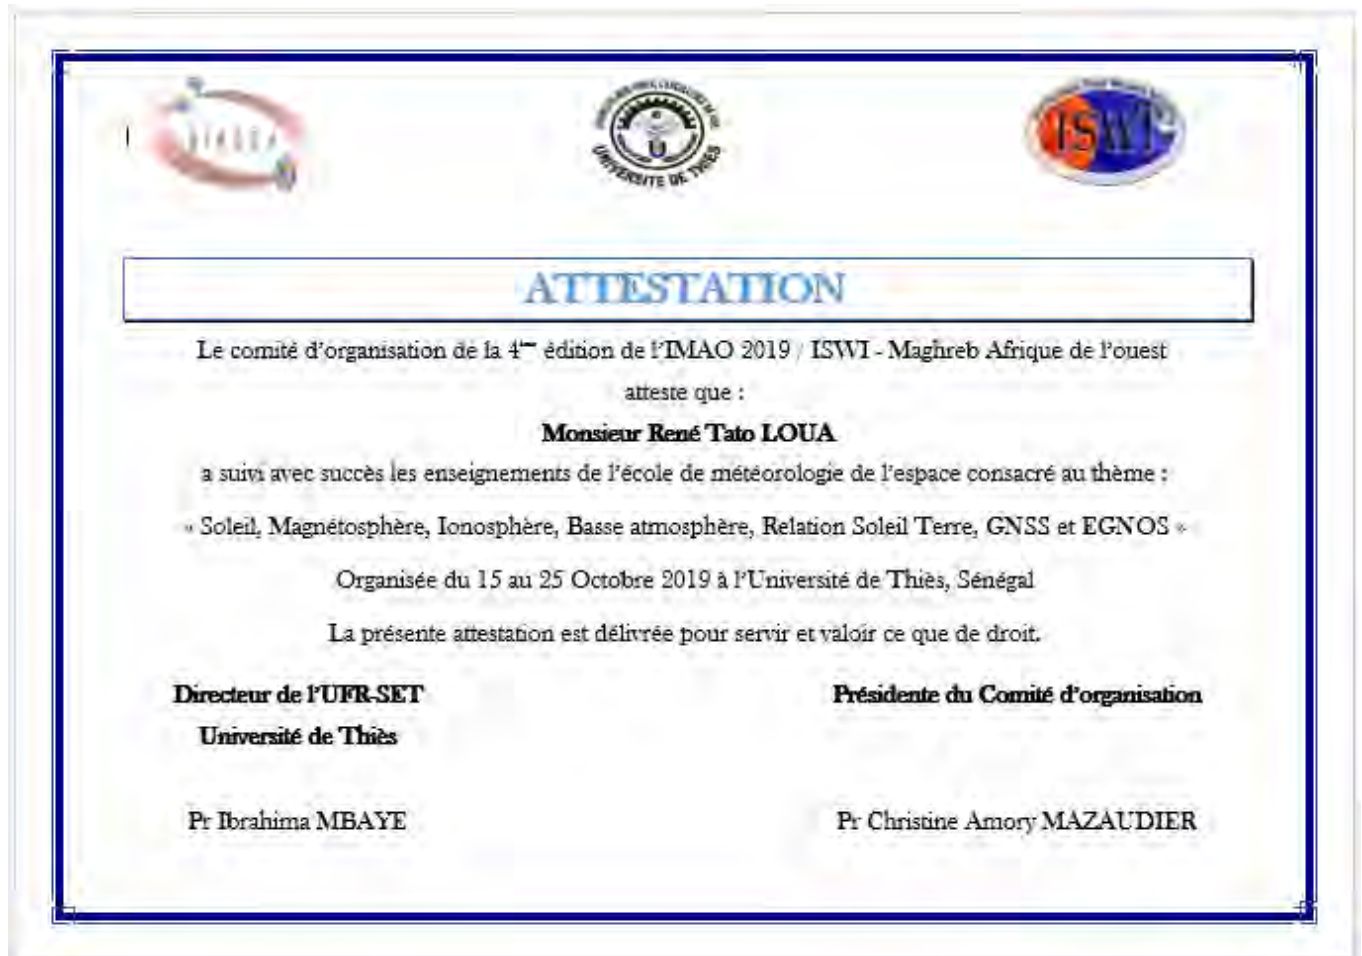 UNIVERSITE DE THIES
ISWI
ATTESTATION
Le comité d'organisation de la 4ème édition de l'IMAO 2019 / ISWI - Maghreb Afrique de l'ouest
atteste que :
Monsieur René Tato LOUA
a suivi avec succès les enseignements de l'école de météorologie de l'espace consacré au thème :
« Soleil, Magnétosphère, Ionosphère, Basse atmosphère, Relation Soleil Terre, GNSS et EGNOS »
Organisée du 15 au 25 Octobre 2019 à l'Université de Thiès, Sénégal
La présente attestation est délivrée pour servir et valoir ce que de droit.
Directeur de l'UFR-SET
Université de Thiès
Présidente du Comité d'organisation
Pr Ibrahima MBAYE
Pr Christine Amory MAZAUDIER